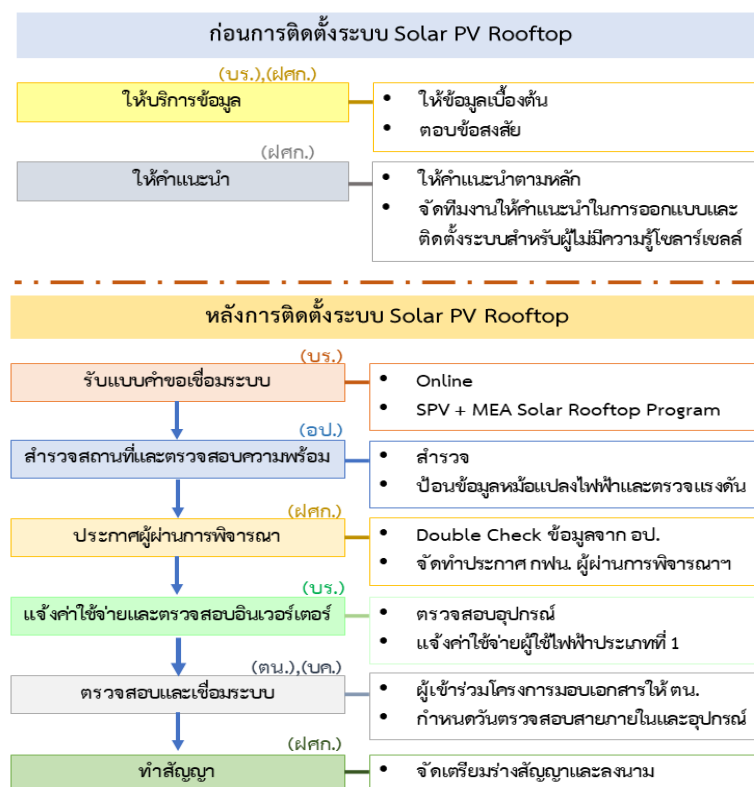 ก่อนการติดตั้งระบบ Solar PV Rooftop
(บร.),(ฝศก.)
ให้บริการข้อมูล
• ให้ข้อมูลเบื้องต้น
• ตอบข้อสงสัย
(ฝศก.)
ให้คำแนะนำ
• ให้คำแนะนำตามหลัก
• จัดทีมงานให้คำแนะนำในการออกแบบและ
ติดตั้งระบบสำหรับผู้ไม่มีความรู้โซลาร์เซลล์
หลังการติดตั้งระบบ Solar PV Rooftop
(บร.)
รับแบบคำขอเชื่อมระบบ
• Online
• SPV + MEA Solar Rooftop Program
(อป.)
สำรวจสถานที่และตรวจสอบความพร้อม
• สำรวจ
• ป้อนข้อมูลหม้อแปลงไฟฟ้าและตรวจแรงดัน
(ฝศก.)
ประกาศผู้ผ่านการพิจารณา
• Double Check ข้อมูลจาก อป.
• จัดทำประกาศ กฟน. ผู้ผ่านการพิจารณาฯ
(บร.)
แจ้งค่าใช้จ่ายและตรวจสอบอินเวอร์เตอร์
• ตรวจสอบอุปกรณ์
• แจ้งค่าใช้จ่ายผู้ใช้ไฟฟ้าประเภทที่ 1
(ตน.),(บค.)
ตรวจสอบและเชื่อมระบบ
• ผู้เข้าร่วมโครงการมอบเอกสารให้ ตน.
• กำหนดวันตรวจสอบสายภายในและอุปกรณ์
(ฝศก.)
ทำสัญญา
• จัดเตรียมร่างสัญญาและลงนาม